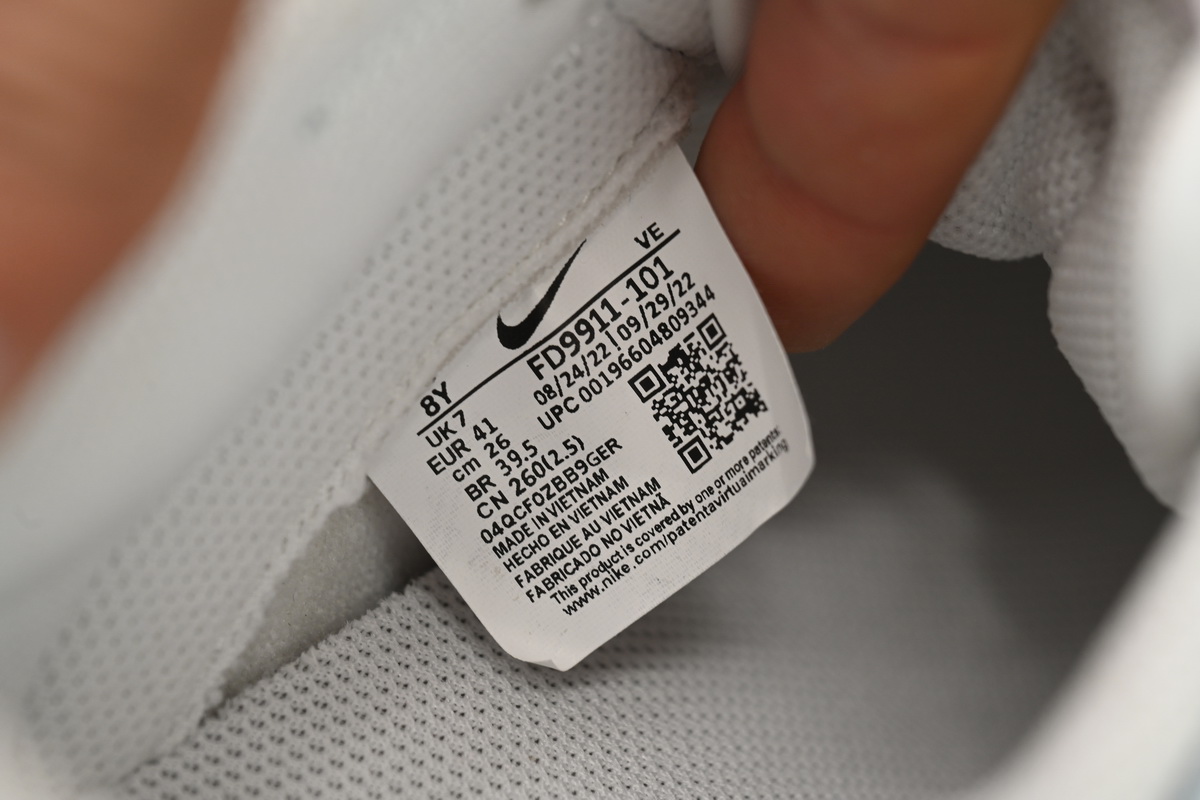 8Y VE
UK 7 FD9911-101
EUR 41 08/24/22 | 09/29/22
cm 26 UPC 00196604809344
BR 39.5
CN 260(2.5)
04QCF0ZBB9GER
MADE IN VIETNAM
HECHO EN VIETNAM
FABRIQUE AU VIETNAM
FABRICADO NO VIETNÃ
This product is covered by one or more patents:
www.nike.com/patentavirtualmarking